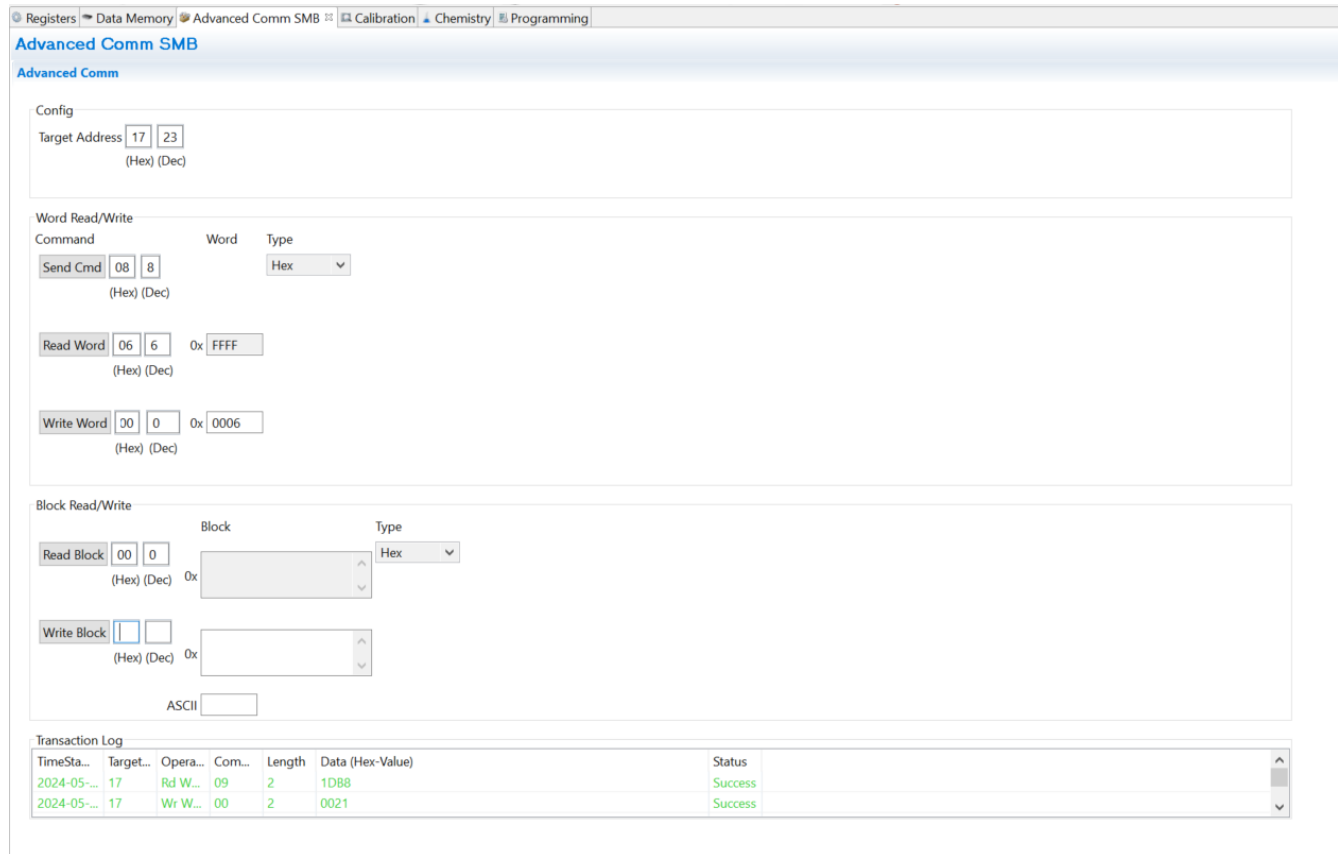 Registers Data Memory Advanced Comm SMB Calibration Chemistry Programming
Advanced Comm SMB
Advanced Comm
Config
Target Address 17 23
(Hex) (Dec)
Word Read/Write
Command Word Type
Send Cmd 08 8 Hex
(Hex) (Dec)
Read Word 06 6 0x FFFF
(Hex) (Dec)
Write Word 00 0 0x 0006
(Hex) (Dec)
Block Read/Write
Block Type
Read Block 00 0 Hex
(Hex) (Dec) 0x
Write Block
(Hex) (Dec) 0x
ASCII
Transaction Log
TimeSta... Target... Opera... Com... Length Data (Hex-Value) Status
2024-05-... 17 Rd W... 09 2 1DB8 Success
2024-05-... 17 Wr W... 00 2 0021 Success